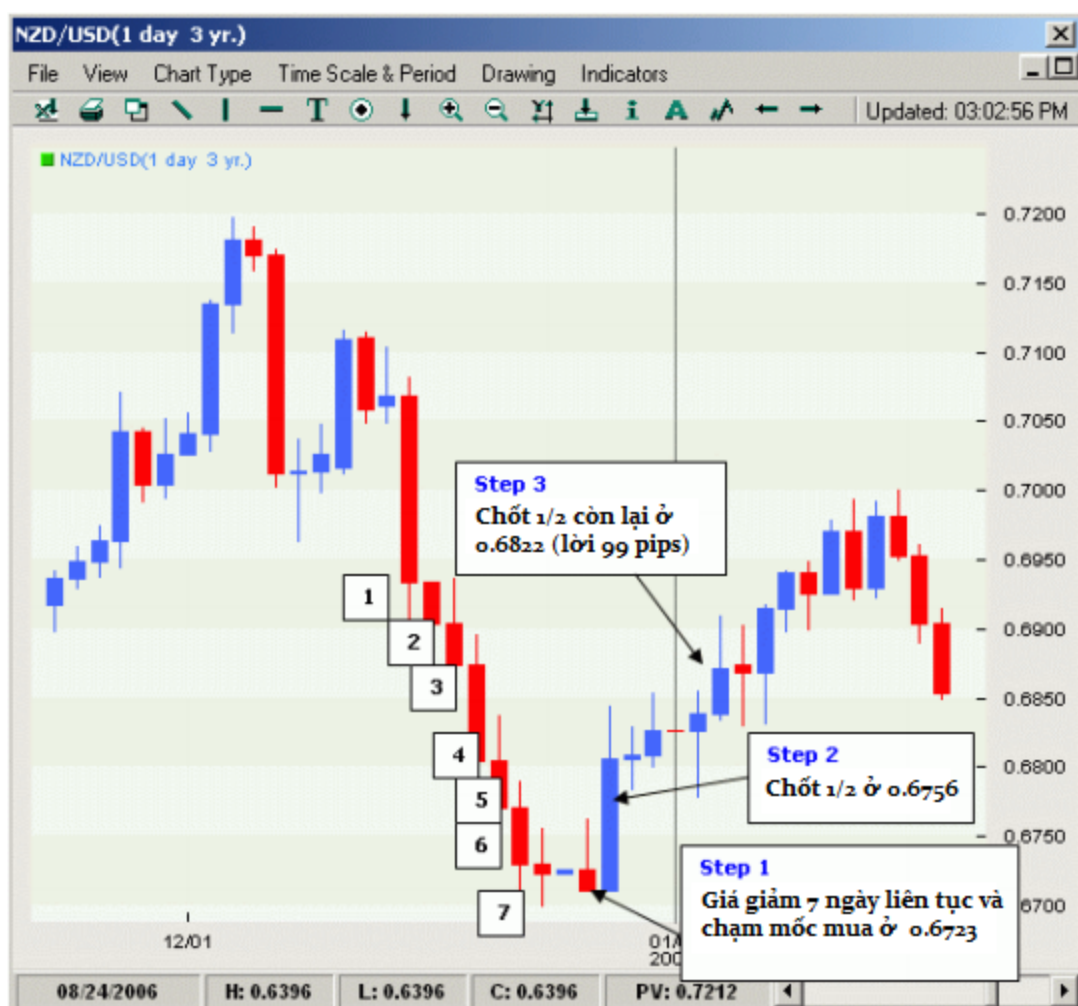 NZD/USD(1 day 3 yr.)
File View Chart Type Time Scale & Period Drawing Indicators
Updated: 03:02:56 PM
NZD/USD(1 day 3 yr.)
0.7200
0.7150
0.7100
0.7050
0.7000
0.6950
0.6900
0.6850
0.6800
0.6750
0.6700
Step 3
Chốt 1/2 còn lại ở
0.6822 (lời 99 pips)
1
2
3
4
5
6
7
Step 2
Chốt 1/2 ở 0.6756
Step 1
Giá giảm 7 ngày liên tục và
chạm mốc mua ở 0.6723
12/01
08/24/2006 H: 0.6396 L: 0.6396 C: 0.6396 PV: 0.7212